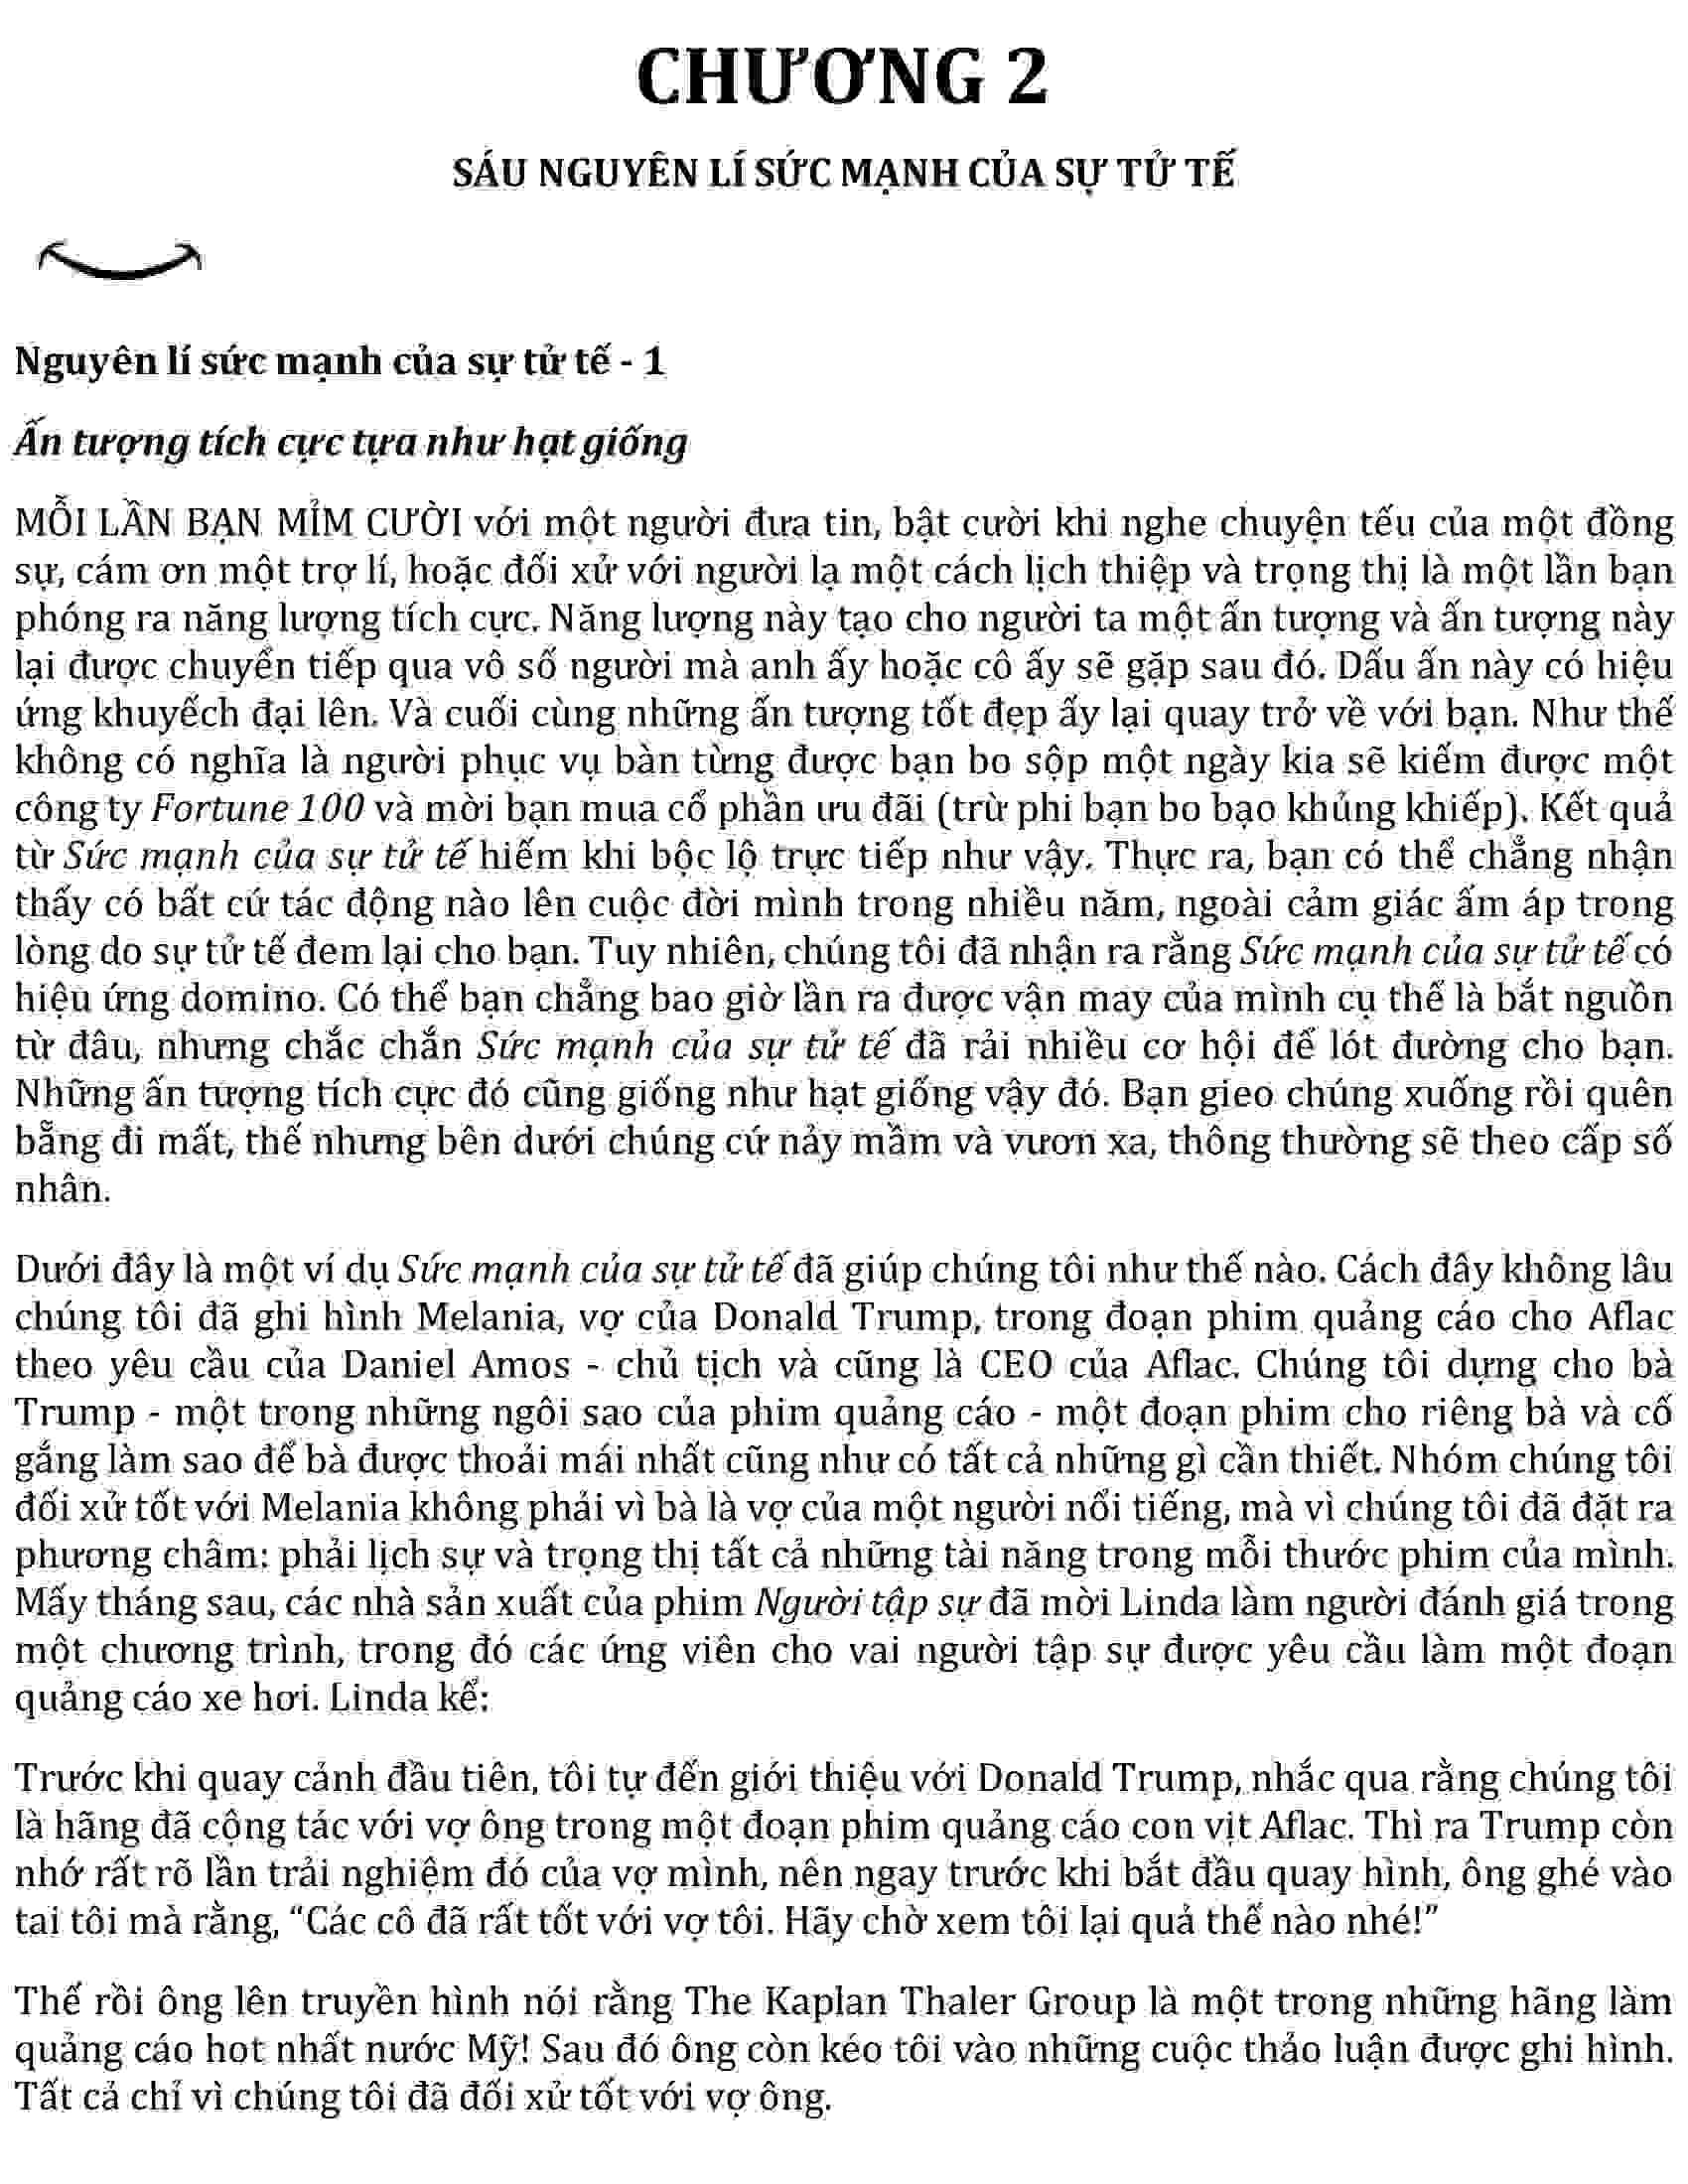 CHƯƠNG 2
SÁU NGUYÊN LÍ SỨC MẠNH CỦA SỰ TỬ TẾ
Nguyên lí sức mạnh của sự tử tế - 1
Ấn tượng tích cực tựa như hạt giống
MỖI LẦN BẠN MỈM CƯỜI với một người đưa tin, bật cười khi nghe chuyện tếu của một đồng
sự, cám ơn một trợ lí, hoặc đối xử với người lạ một cách lịch thiệp và trọng thị là một lần bạn
phóng ra năng lượng tích cực. Năng lượng này tạo cho người ta một ấn tượng và ấn tượng này
lại được chuyển tiếp qua vô số người mà anh ấy hoặc cô ấy sẽ gặp sau đó. Dấu ấn này có hiệu
ứng khuyếch đại lên. Và cuối cùng những ấn tượng tốt đẹp ấy lại quay trở về với bạn. Như thế
không có nghĩa là người phục vụ bàn từng được bạn bo sộp một ngày kia sẽ kiếm được một
công ty Fortune 100 và mời bạn mua cổ phần ưu đãi (trừ phi bạn bo bạo khủng khiếp). Kết quả
từ Sức mạnh của sự tử tế hiếm khi bộc lộ trực tiếp như vậy. Thực ra, bạn có thể chẳng nhận
thấy có bất cứ tác động nào lên cuộc đời mình trong nhiều năm, ngoài cảm giác ấm áp trong
lòng do sự tử tế đem lại cho bạn. Tuy nhiên, chúng tôi đã nhận ra rằng Sức mạnh của sự tử tế có
hiệu ứng domino. Có thể bạn chẳng bao giờ lần ra được vận may của mình cụ thể là bắt nguồn
từ đâu, nhưng chắc chắn Sức mạnh của sự tử tế đã rải nhiều cơ hội để lót đường cho bạn.
Những ấn tượng tích cực đó cũng giống như hạt giống vậy đó. Bạn gieo chúng xuống rồi quên
bẵng đi mất, thế nhưng bên dưới chúng cứ nảy mầm và vươn xa, thông thường sẽ theo cấp số
nhân.
Dưới đây là một ví dụ Sức mạnh của sự tử tế đã giúp chúng tôi như thế nào. Cách đây không lâu
chúng tôi đã ghi hình Melania, vợ của Donald Trump, trong đoạn phim quảng cáo cho Aflac
theo yêu cầu của Daniel Amos - chủ tịch và cũng là CEO của Aflac. Chúng tôi dựng cho bà
Trump - một trong những ngôi sao của phim quảng cáo - một đoạn phim cho riêng bà và cố
gắng làm sao để bà được thoải mái nhất cũng như có tất cả những gì cần thiết. Nhóm chúng tôi
đối xử tốt với Melania không phải vì bà là vợ của một người nổi tiếng, mà vì chúng tôi đã đặt ra
phương châm: phải lịch sự và trọng thị tất cả những tài năng trong mỗi thước phim của mình.
Mấy tháng sau, các nhà sản xuất của phim Người tập sự đã mời Linda làm người đánh giá trong
một chương trình, trong đó các ứng viên cho vai người tập sự được yêu cầu làm một đoạn
quảng cáo xe hơi. Linda kể:
Trước khi quay cảnh đầu tiên, tôi tự đến giới thiệu với Donald Trump, nhắc qua rằng chúng tôi
là hãng đã cộng tác với vợ ông trong một đoạn phim quảng cáo con vịt Aflac. Thì ra Trump còn
nhớ rất rõ lần trải nghiệm đó của vợ mình, nên ngay trước khi bắt đầu quay hình, ông ghé vào
tai tôi mà rằng, “Các cô đã rất tốt với vợ tôi. Hãy chờ xem tôi lại quả thế nào nhé!”
Thế rồi ông lên truyền hình nói rằng The Kaplan Thaler Group là một trong những hãng làm
quảng cáo hot nhất nước Mỹ! Sau đó ông còn kéo tôi vào những cuộc thảo luận được ghi hình.
Tất cả chỉ vì chúng tôi đã đối xử tốt với vợ ông.